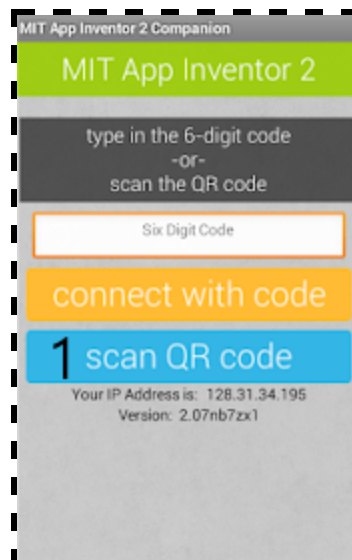 MIT App Inventor 2 Companion
MIT App Inventor 2
type in the 6-digit code
-or-
scan the QR code
Six Digit Code
connect with code
1 scan QR code
Your IP Address is: 128.31.34.195
Version: 2.07nb7zx1